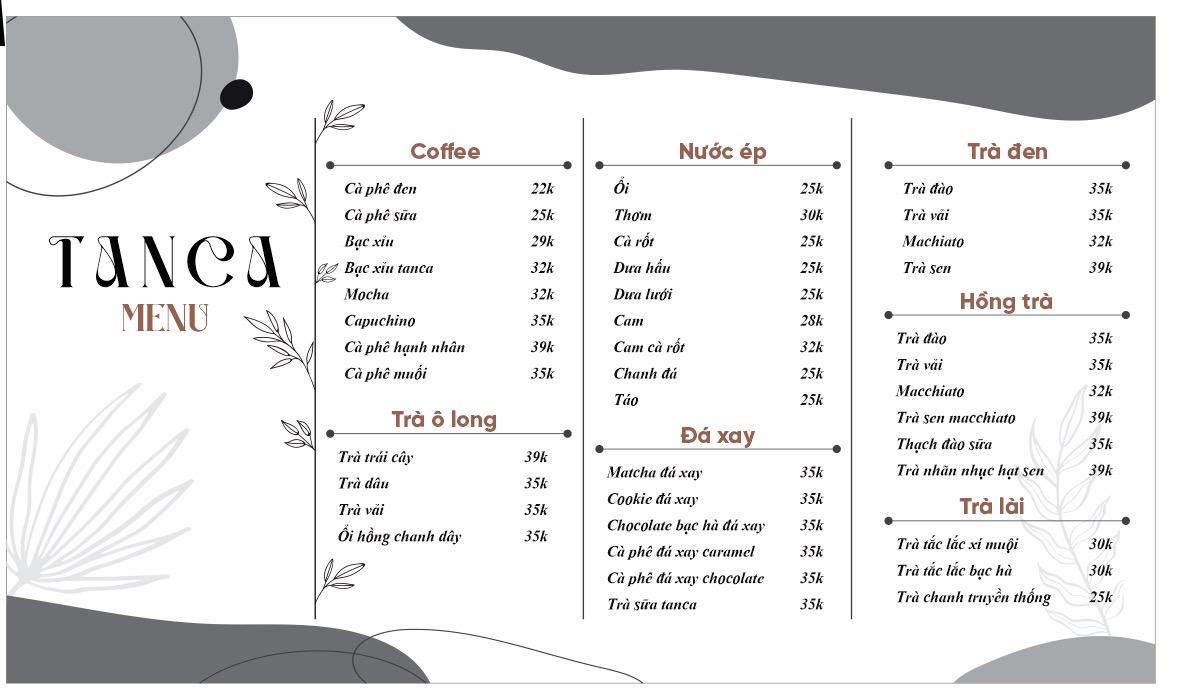 TANCA
MENU
Coffee
Cà phê đen 22k
Cà phê sữa 25k
Bạc xỉu 29k
Bạc xỉu tanca 32k
Mocha 32k
Capuchino 35k
Cà phê hạnh nhân 39k
Cà phê muối 35k
Trà ô long
Trà trái cây 39k
Trà dâu 35k
Trà vải 35k
Ổi hồng chanh dây 35k
Nước ép
Ổi 25k
Thơm 30k
Cà rốt 25k
Dưa hấu 25k
Dưa lưới 25k
Cam 28k
Cam cà rốt 32k
Chanh đá 25k
Táo 25k
Đá xay
Matcha đá xay 35k
Cookie đá xay 35k
Chocolate bạc hà đá xay 35k
Cà phê đá xay caramel 35k
Cà phê đá xay chocolate 35k
Trà sữa tanca 35k
Trà đen
Trà đào 35k
Trà vải 35k
Machiato 32k
Trà sen 39k
Hồng trà
Trà đào 35k
Trà vải 35k
Macchiato 32k
Trà sen macchiato 39k
Thạch đào sữa 35k
Trà nhãn nhục hạt sen 39k
Trà lài
Trà tắc lắc xí muội 30k
Trà tắc lắc bạc hà 30k
Trà chanh truyền thống 25k